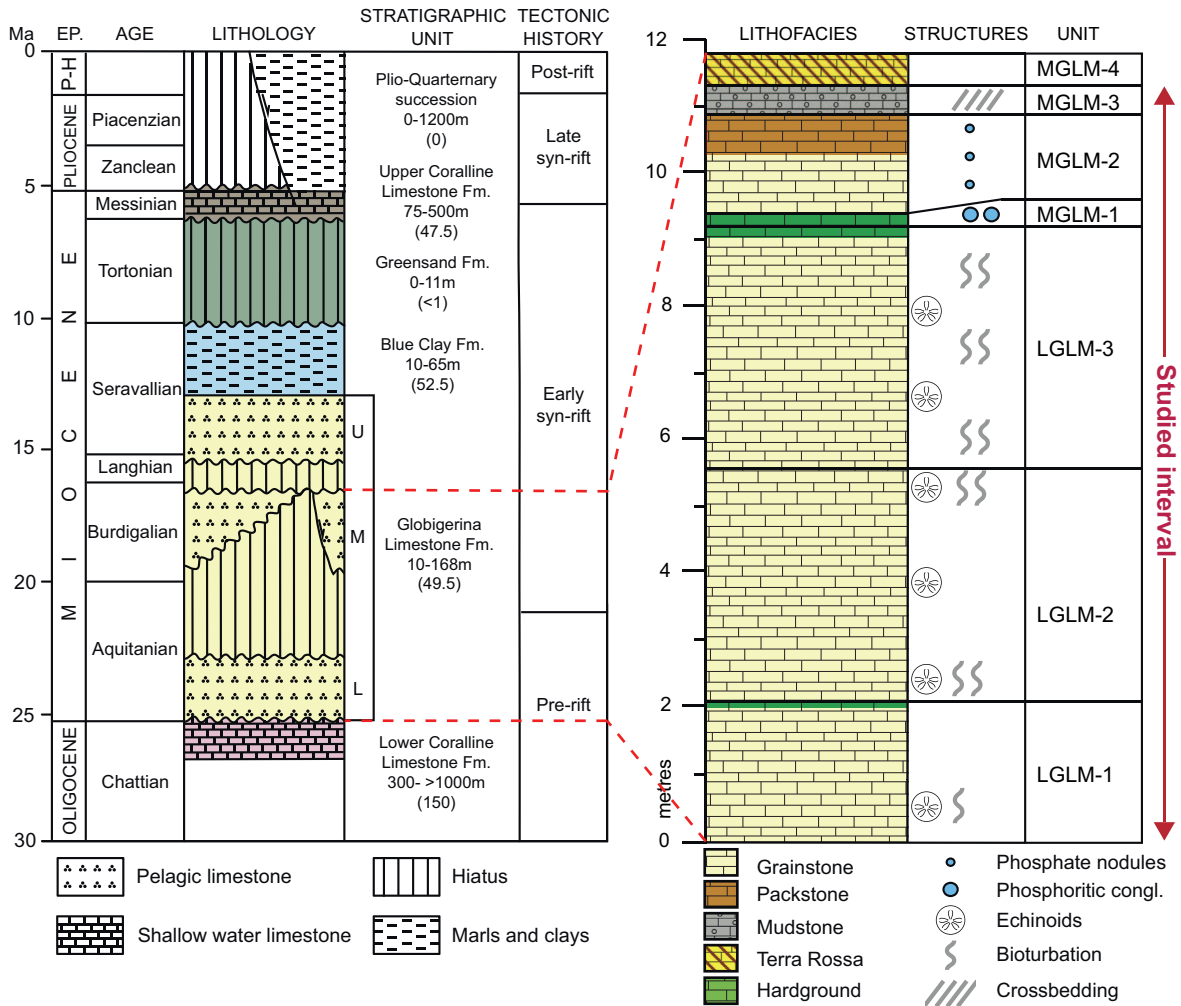 Ma
EP.
AGE
LITHOLOGY
STRATIGRAPHIC
UNIT
TECTONIC
HISTORY
0
5
10
15
20
25
30
P-H
PLIOCENE
MIOCENE
OLIGOCENE
Piacenzian
Zanclean
Messinian
Tortonian
Seravallian
Langhian
Burdigalian
Aquitanian
Chattian
U
M
L
Plio-Quarternary
succession
0-1200m
(0)
Upper Coralline
Limestone Fm.
75-500m
(47.5)
Greensand Fm.
0-11m
(<1)
Blue Clay Fm.
10-65m
(52.5)
Globigerina
Limestone Fm.
10-168m
(49.5)
Lower Coralline
Limestone Fm.
300- >1000m
(150)
Post-rift
Late
syn-rift
Early
syn-rift
Pre-rift
Pelagic limestone
Hiatus
Shallow water limestone
Marls and clays
LITHOFACIES
STRUCTURES
UNIT
12
10
8
6
4
2
0
metres
MGLM-4
MGLM-3
MGLM-2
MGLM-1
LGLM-3
LGLM-2
LGLM-1
Studied interval
Grainstone
Packstone
Mudstone
Terra Rossa
Hardground
Phosphate nodules
Phosphoritic congl.
Echinoids
Bioturbation
Crossbedding